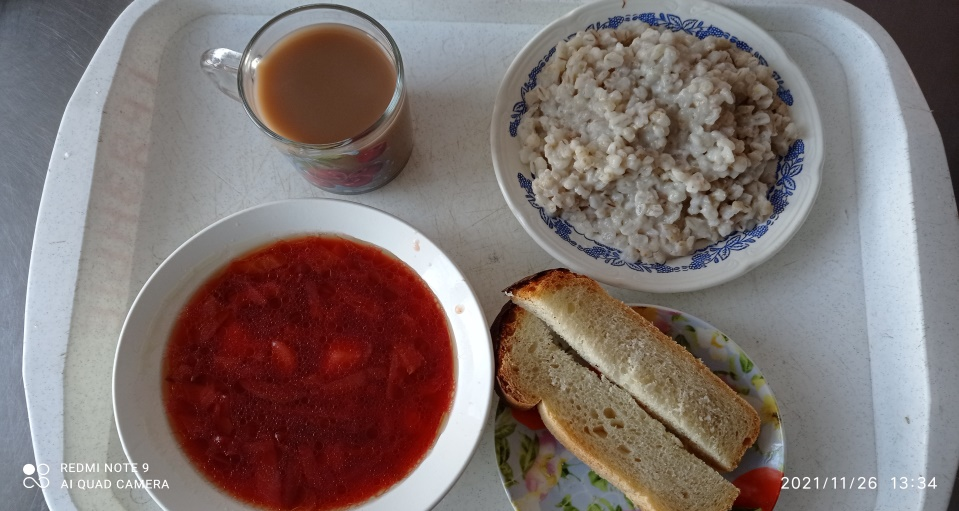 REDMI NOTE 9
AI QUAD CAMERA
2021/11/26 13:34